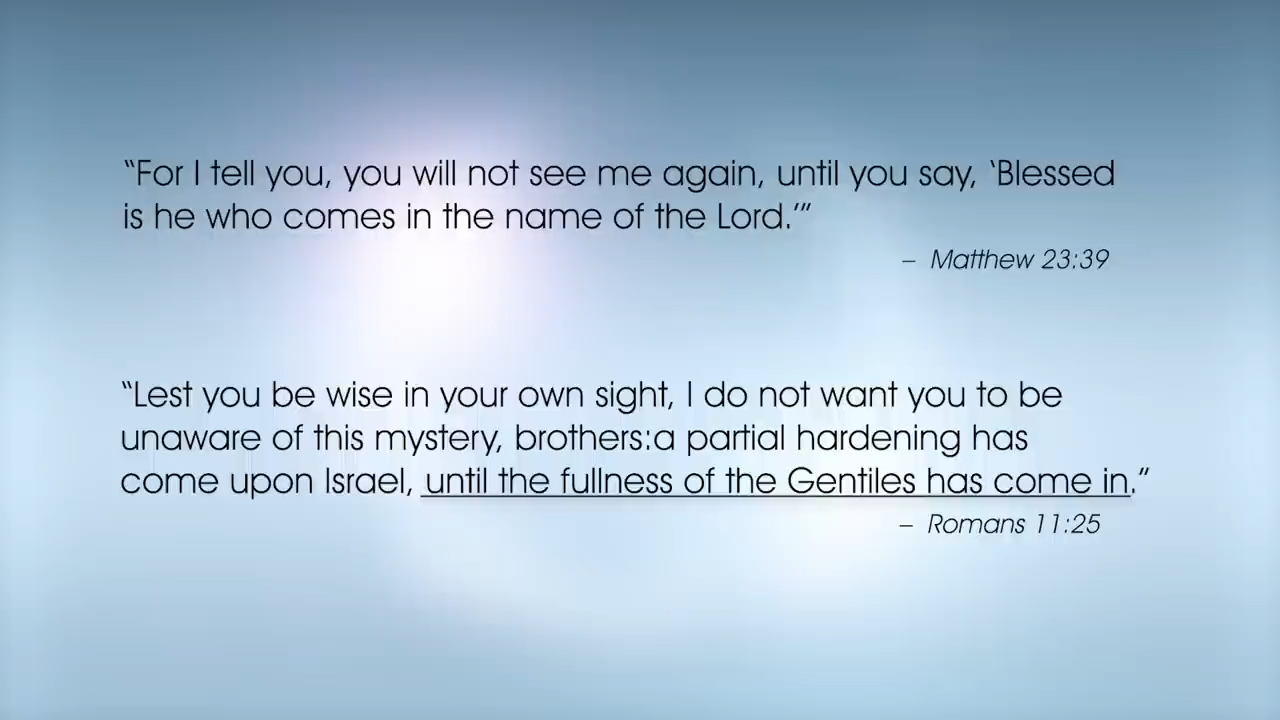 “For I tell you, you will not see me again, until you say, ‘Blessed
is he who comes in the name of the Lord.’”
– Matthew 23:39
“Lest you be wise in your own sight, I do not want you to be
unaware of this mystery, brothers:a partial hardening has
come upon Israel, until the fullness of the Gentiles has come in.”
– Romans 11:25